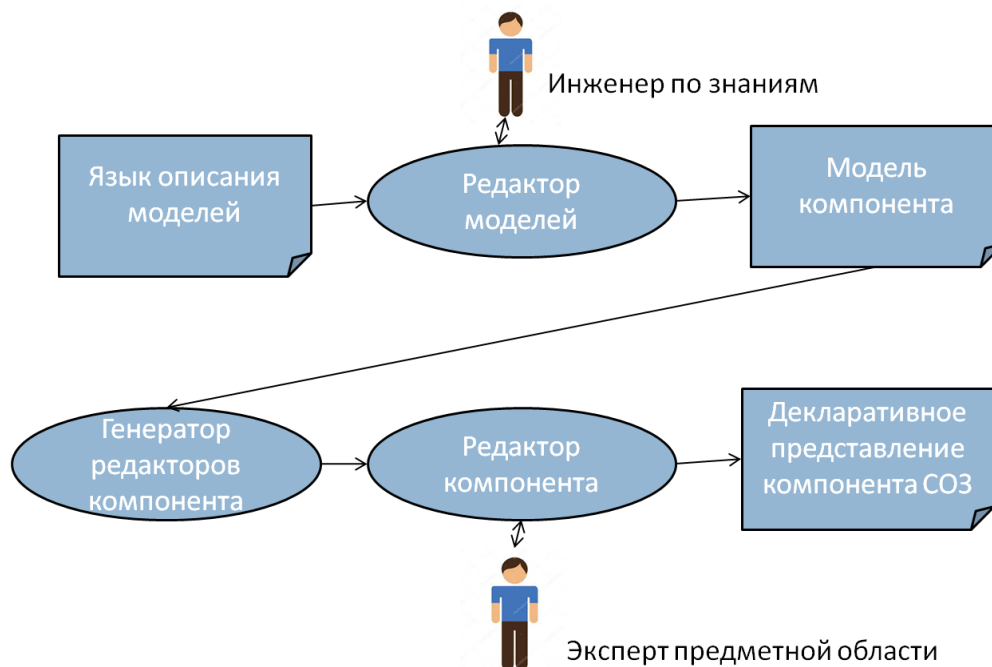 Инженер по знаниям
Язык описания
моделей
Редактор
моделей
Модель
компонента
Генератор
редакторов
компонента
Редактор
компонента
Декларативное
представление
компонента СОЗ
Эксперт предметной области